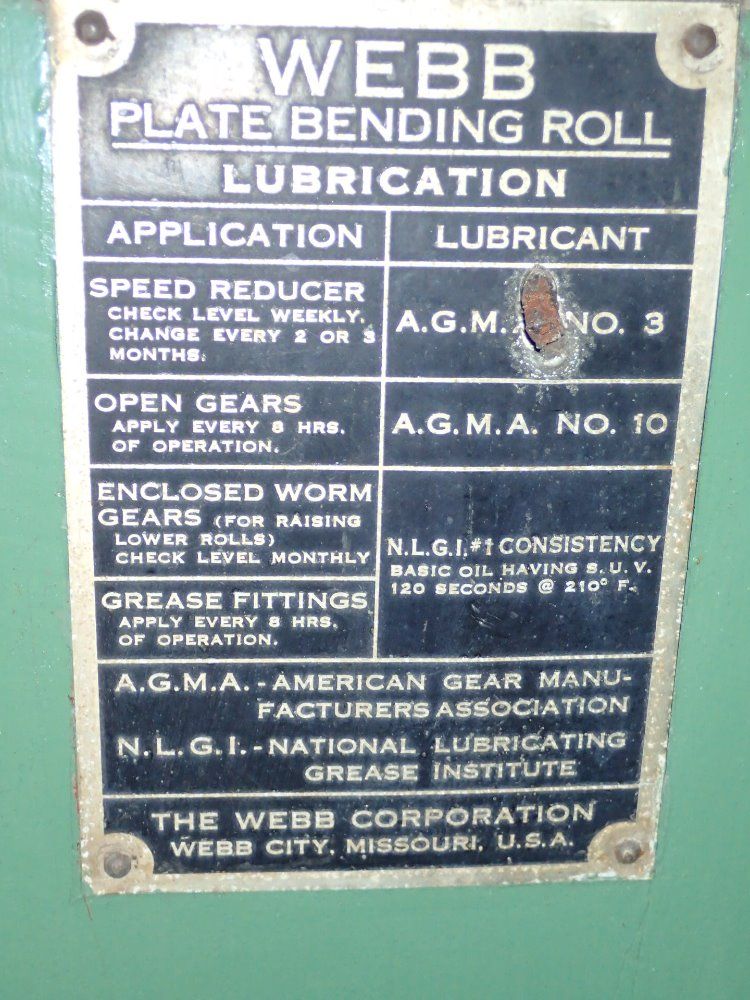 WEBB
PLATE BENDING ROLL
LUBRICATION
APPLICATION
LUBRICANT
SPEED REDUCER
CHECK LEVEL WEEKLY.
CHANGE EVERY 2 OR 3
MONTHS.
A.G.M. NO. 3
OPEN GEARS
APPLY EVERY 8 HRS.
OF OPERATION.
A.G.M.A. NO. 10
ENCLOSED WORM
GEARS (FOR RAISING
LOWER ROLLS)
CHECK LEVEL MONTHLY
GREASE FITTINGS
APPLY EVERY 8 HRS.
OF OPERATION.
N.L.G.I. #1 CONSISTENCY
BASIC OIL HAVING S.U.V.
120 SECONDS @ 210° F.
A.G.M.A. - AMERICAN GEAR MANU-
FACTURERS ASSOCIATION
N.L.G.I. - NATIONAL LUBRICATING
GREASE INSTITUTE
THE WEBB CORPORATION
WEBB CITY, MISSOURI, U.S.A.